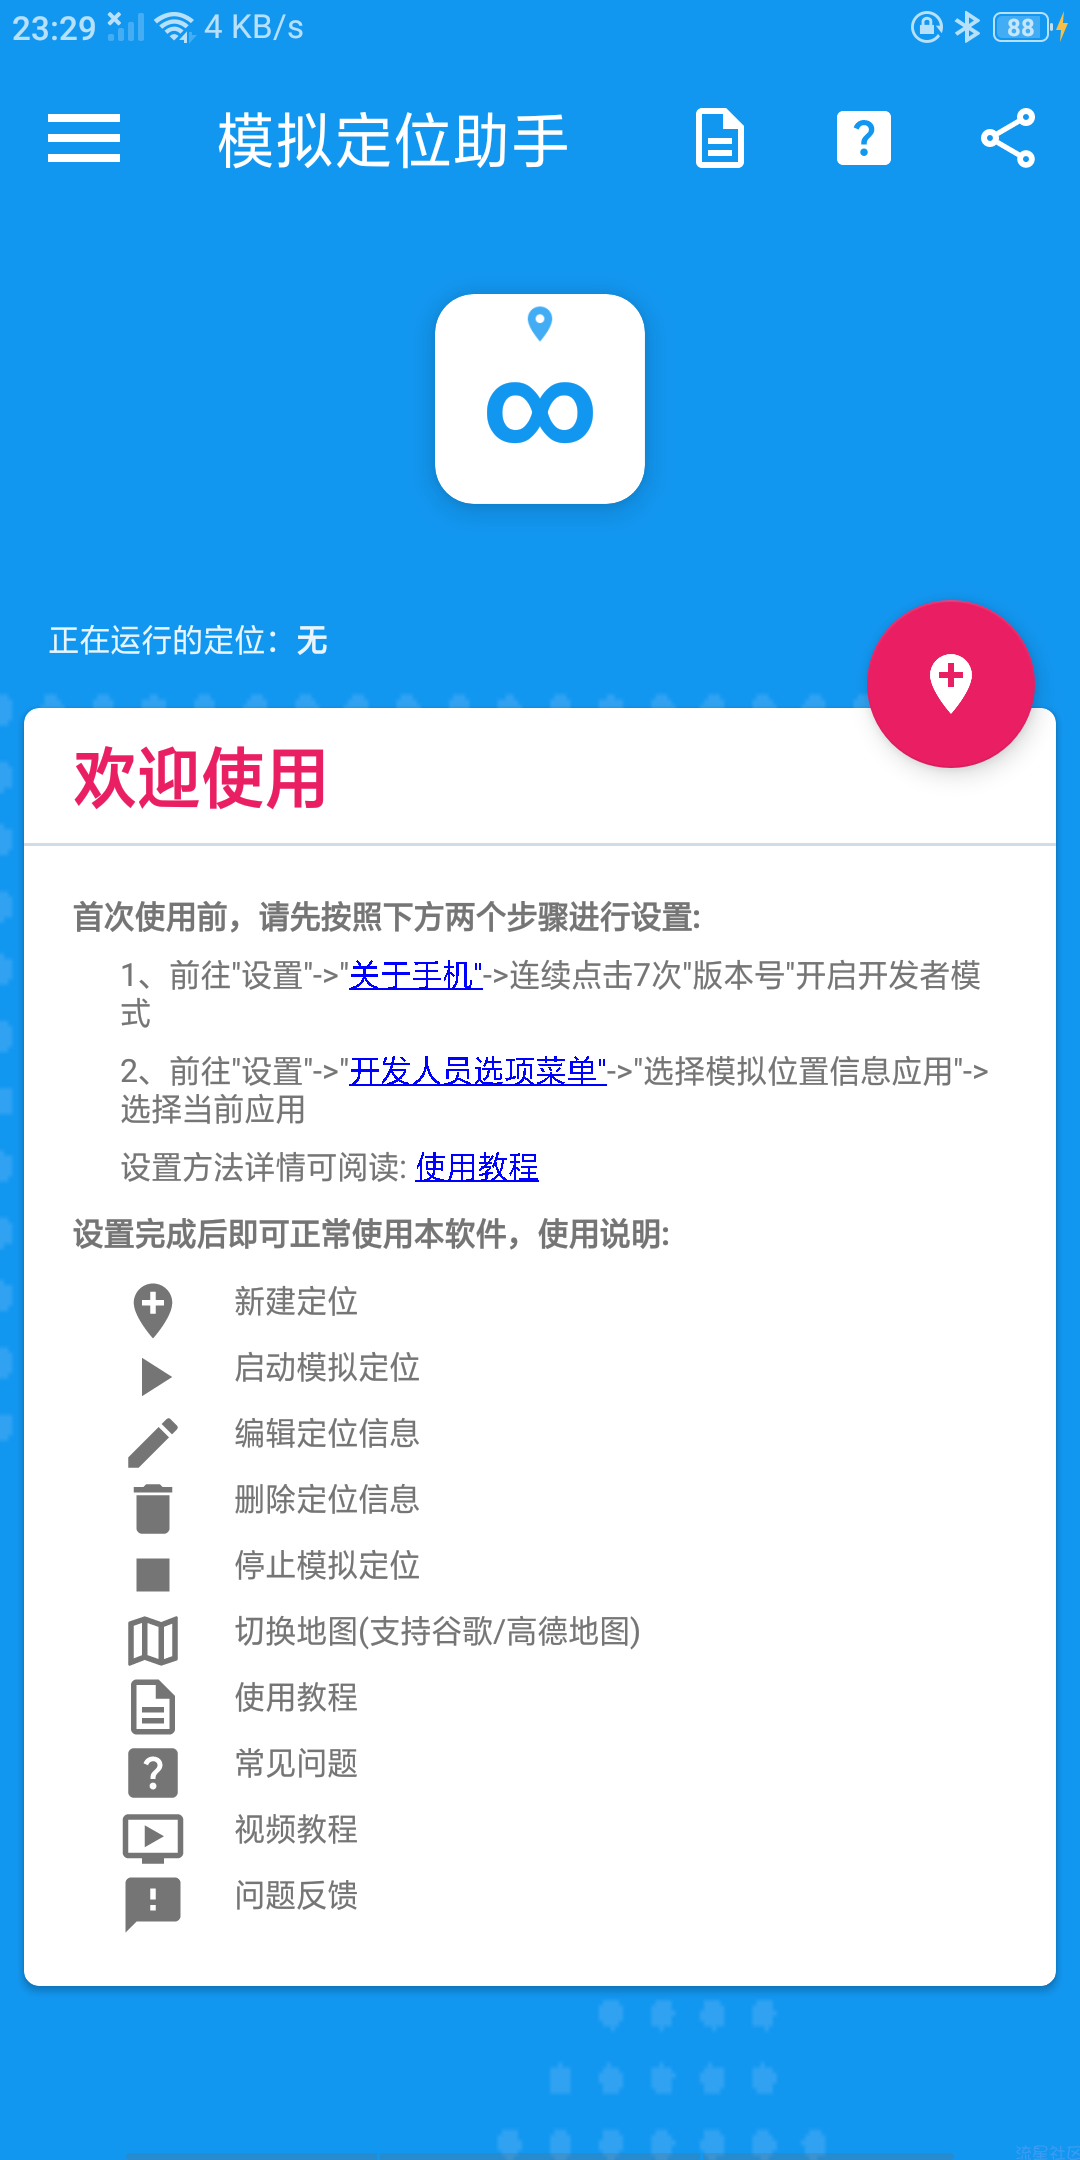 23:29 4 KB/s 88
模拟定位助手
正在运行的定位：无
欢迎使用
首次使用前，请先按照下方两个步骤进行设置:
1、前往"设置"->"关于手机"->连续点击7次"版本号"开启开发者模
式
2、前往"设置"->"开发人员选项菜单"->"选择模拟位置信息应用"->
选择当前应用
设置方法详情可阅读: 使用教程
设置完成后即可正常使用本软件，使用说明:
新建定位
启动模拟定位
编辑定位信息
删除定位信息
停止模拟定位
切换地图(支持谷歌/高德地图)
使用教程
常见问题
视频教程
问题反馈
流星社区